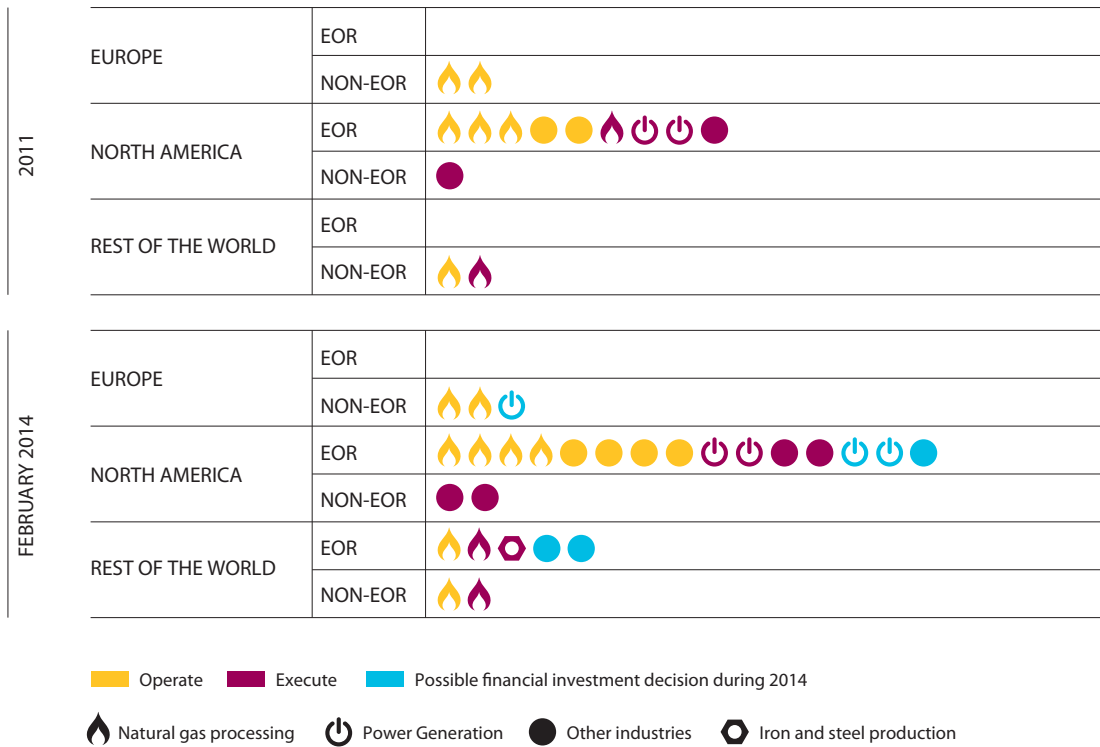 2011
EUROPE
EOR
NON-EOR
NORTH AMERICA
EOR
NON-EOR
REST OF THE WORLD
EOR
NON-EOR
FEBRUARY 2014
EUROPE
EOR
NON-EOR
NORTH AMERICA
EOR
NON-EOR
REST OF THE WORLD
EOR
NON-EOR
Operate Execute Possible financial investment decision during 2014
Natural gas processing Power Generation Other industries Iron and steel production